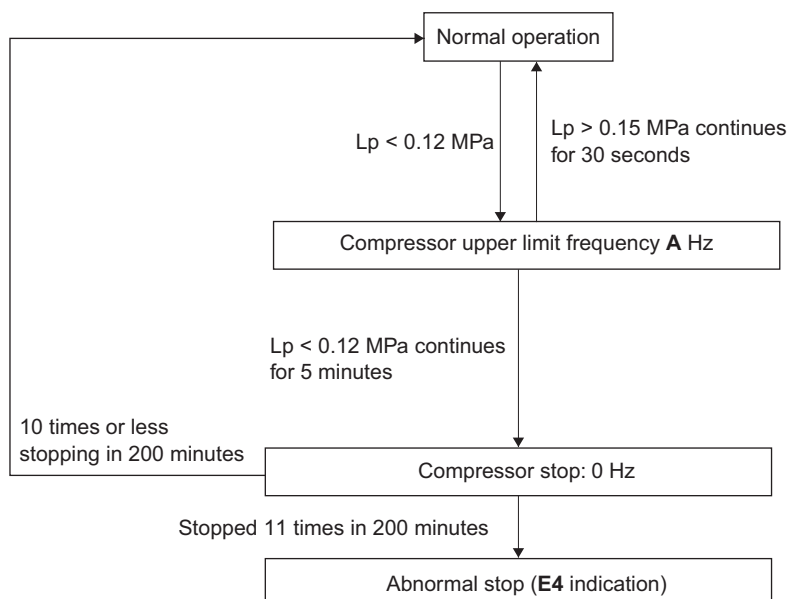 Normal operation
Lp < 0.12 MPa
Lp > 0.15 MPa continues
for 30 seconds
Compressor upper limit frequency A Hz
Lp < 0.12 MPa continues
for 5 minutes
10 times or less
stopping in 200 minutes
Compressor stop: 0 Hz
Stopped 11 times in 200 minutes
Abnormal stop (E4 indication)